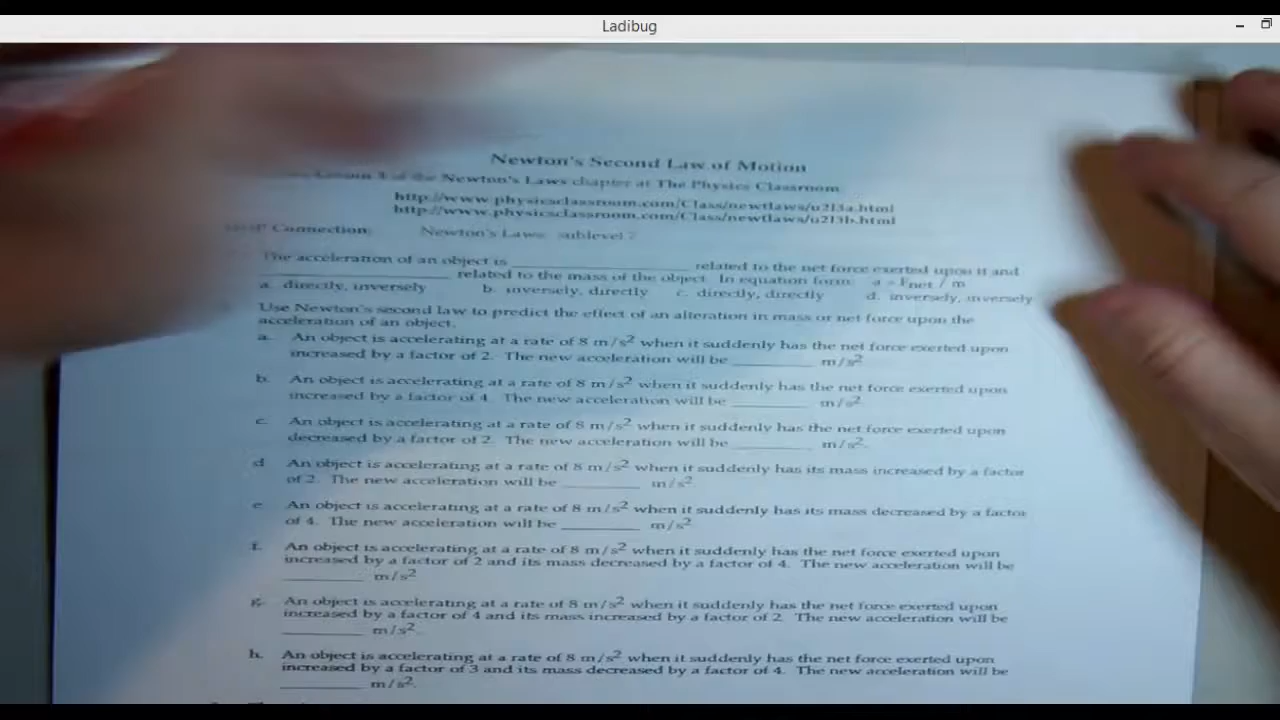 Ladibug
Newton's Second Law of Motion
Newton's Laws chapter at The Physics Classroom
http://www.physicsclassroom.com/Class/newtlaws/u2l3a.html
http://www.physicsclassroom.com/Class/newtlaws/u2l3b.html
Connection: Newton's Laws: sublevel 7
The acceleration of an object is __________ related to the net force exerted upon it and
__________ related to the mass of the object. In equation form: a = Fnet / m
a. directly, inversely b. inversely, directly c. directly, directly d. inversely, inversely
Use Newton's second law to predict the effect of an alteration in mass or net force upon the
acceleration of an object.
a. An object is accelerating at a rate of 8 m/s2 when it suddenly has the net force exerted upon
increased by a factor of 2. The new acceleration will be ________ m/s2.
b. An object is accelerating at a rate of 8 m/s2 when it suddenly has the net force exerted upon
increased by a factor of 4. The new acceleration will be ________ m/s2.
c. An object is accelerating at a rate of 8 m/s2 when it suddenly has the net force exerted upon
decreased by a factor of 2. The new acceleration will be ________ m/s2.
d. An object is accelerating at a rate of 8 m/s2 when it suddenly has its mass increased by a factor
of 2. The new acceleration will be ________ m/s2.
e. An object is accelerating at a rate of 8 m/s2 when it suddenly has its mass decreased by a factor
of 4. The new acceleration will be ________ m/s2.
f. An object is accelerating at a rate of 8 m/s2 when it suddenly has the net force exerted upon
increased by a factor of 2 and its mass decreased by a factor of 4. The new acceleration will be
________ m/s2.
g. An object is accelerating at a rate of 8 m/s2 when it suddenly has the net force exerted upon
increased by a factor of 4 and its mass increased by a factor of 2. The new acceleration will be
________ m/s2.
h. An object is accelerating at a rate of 8 m/s2 when it suddenly has the net force exerted upon
increased by a factor of 3 and its mass decreased by a factor of 4. The new acceleration will be
________ m/s2.